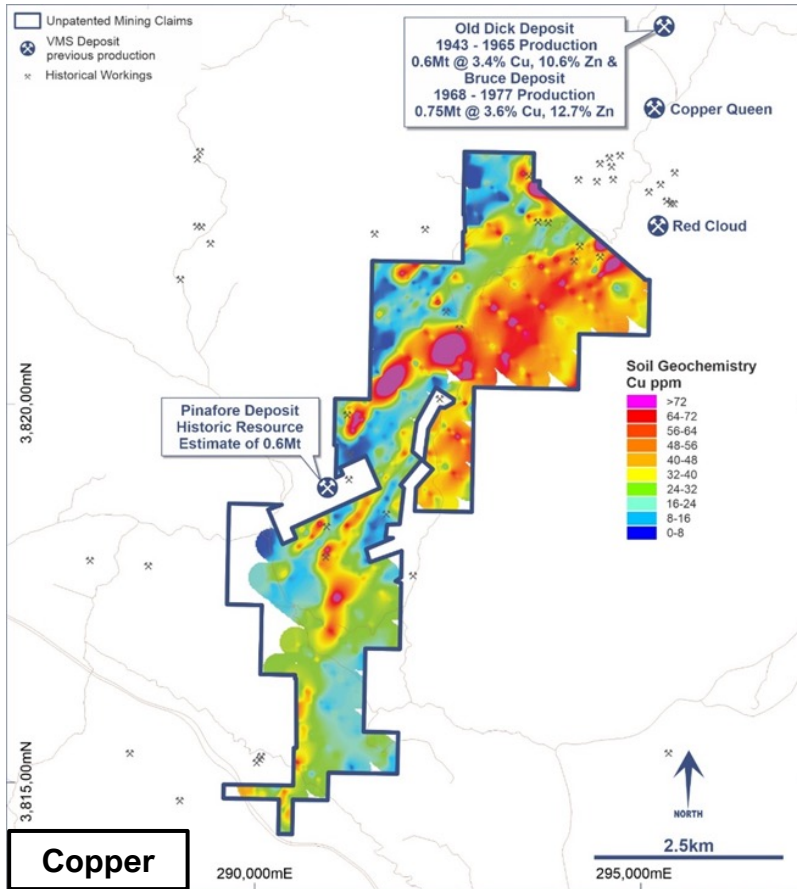 Unpatented Mining Claims
VMS Deposit
previous production
Historical Workings
Old Dick Deposit
1943 - 1965 Production
0.6Mt @ 3.4% Cu, 10.6% Zn &
Bruce Deposit
1968 - 1977 Production
0.75Mt @ 3.6% Cu, 12.7% Zn
Copper Queen
Red Cloud
Soil Geochemistry
Cu ppm
>72
64-72
56-64
48-56
40-48
32-40
24-32
16-24
8-16
0-8
Pinafore Deposit
Historic Resource
Estimate of 0.6Mt
3,820,00mN
3,815,00mN
NORTH
2.5km
Copper
290,000mE
295,000mE